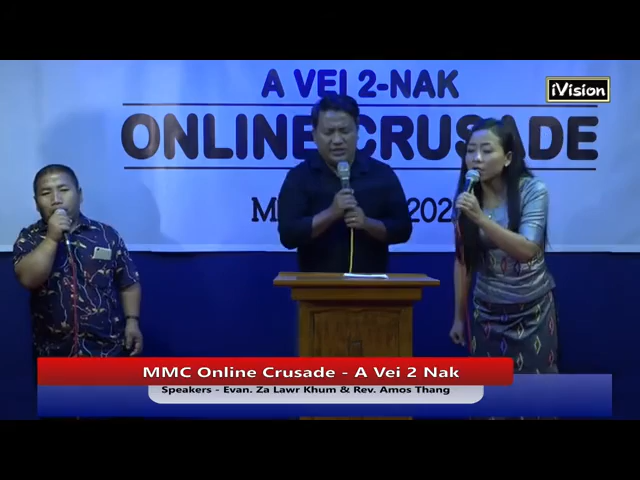 A VEI 2-NAK
iVision
ONLINE CRUSADE
MMC Online Crusade - A Vei 2 Nak
Speakers - Evan. Za Lawr Khum & Rev. Amos Thang